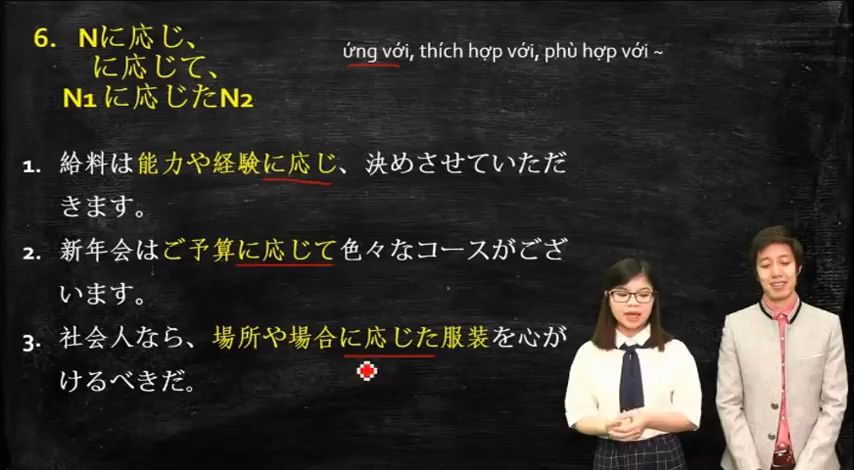 6. Nに応じ、
に応じて、
N1 に応じたN2
ứng với, thích hợp với, phù hợp với ~
1. 給料は能力や経験に応じ、決めさせていただ
きます。
2. 新年会はご予算に応じて色々なコースがござ
います。
3. 社会人なら、場所や場合に応じた服装を心が
けるべきだ。